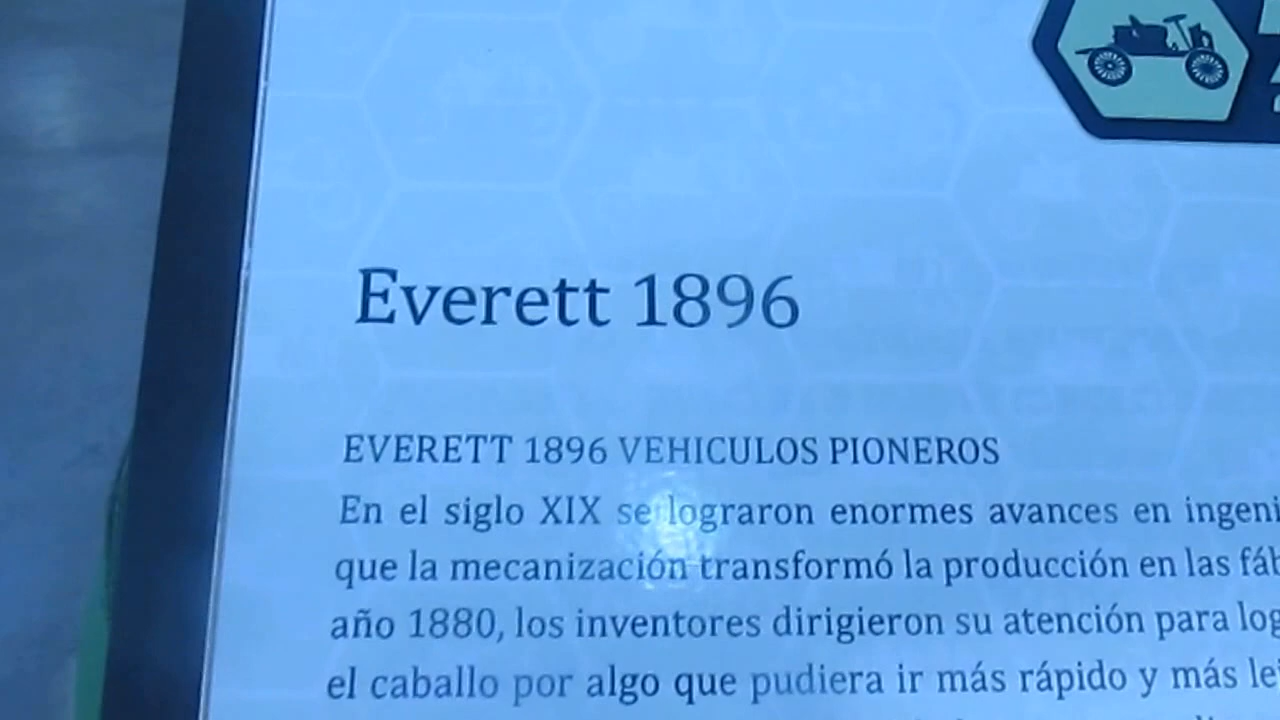 Everett 1896
EVERETT 1896 VEHICULOS PIONEROS
En el siglo XIX se lograron enormes avances en
que la mecanización transformó la producción en las
año 1880, los inventores dirigieron su atención para
el caballo por algo que pudiera ir más rápido y más